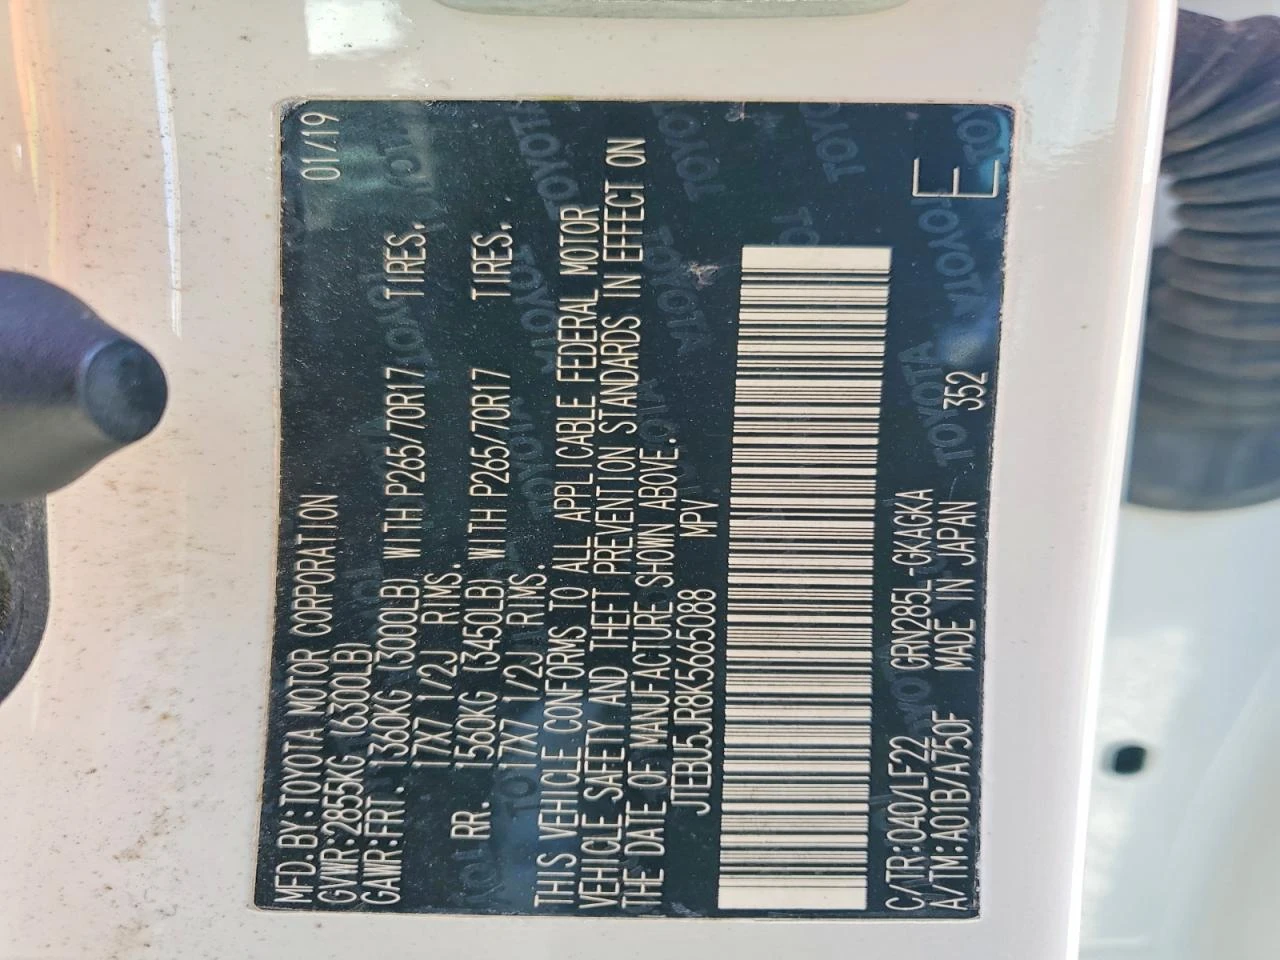 MFD.BY:TOYOTA MOTOR CORPORATION 01/19
GVWR:2855KG (6300LB)
GAWR:FRT. 1360KG (3000LB) WITH P265/70R17 TIRES,
17X7 1/2J RIMS.
RR. 1560KG (3450LB) WITH P265/70R17 TIRES,
17X7 1/2J RIMS.
THIS VEHICLE CONFORMS TO ALL APPLICABLE FEDERAL MOTOR
VEHICLE SAFETY AND THEFT PREVENTION STANDARDS IN EFFECT ON
THE DATE OF MANUFACTURE SHOWN ABOVE.
JTEBU5JR8K5665088 MPV
C/TR:040/LF22 GRN285L-GKAGKA E
A/TM:A01B/A750F MADE IN JAPAN 352